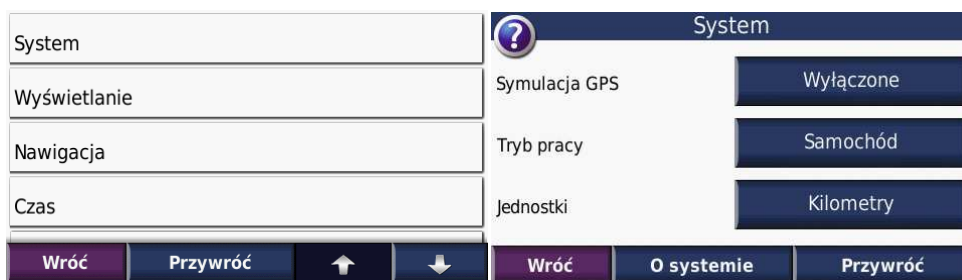 System
Wyświetlanie
Nawigacja
Czas
Wróć
Przywróć
?
System
Symulacja GPS
Wyłączone
Tryb pracy
Samochód
Jednostki
Kilometry
Wróć
O systemie
Przywróć